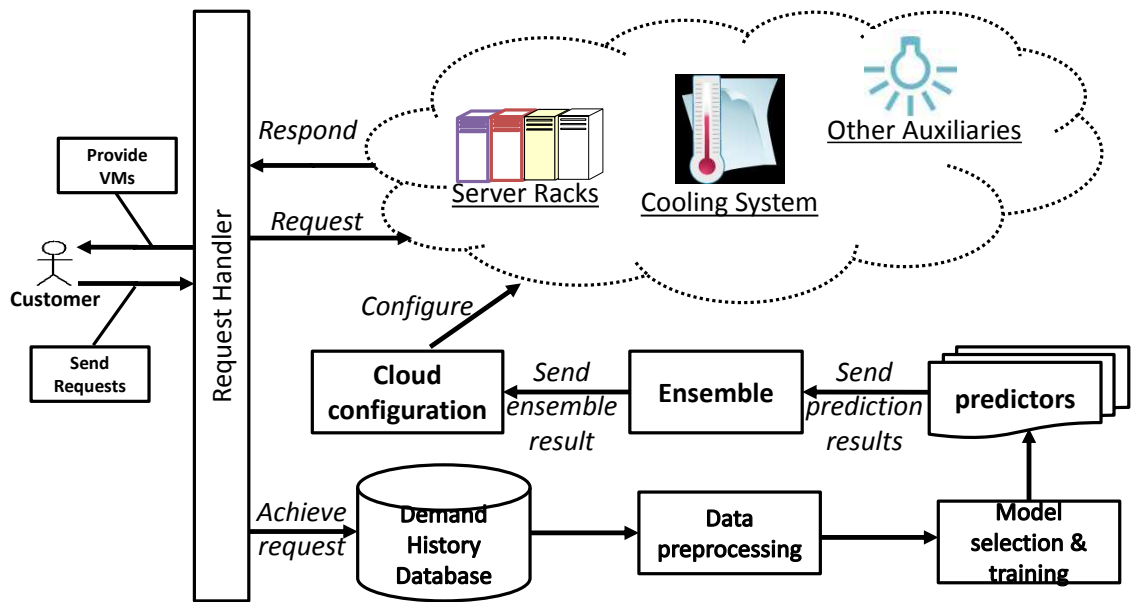 Other Auxiliaries
Respond
Server Racks
Cooling System
Provide
VMs
Request
Customer
Request Handler
Send
Requests
Configure
Cloud
configuration
Send
ensemble
result
Ensemble
Send
prediction
results
predictors
Achieve
request
Demand
History
Database
Data
preprocessing
Model
selection &
training